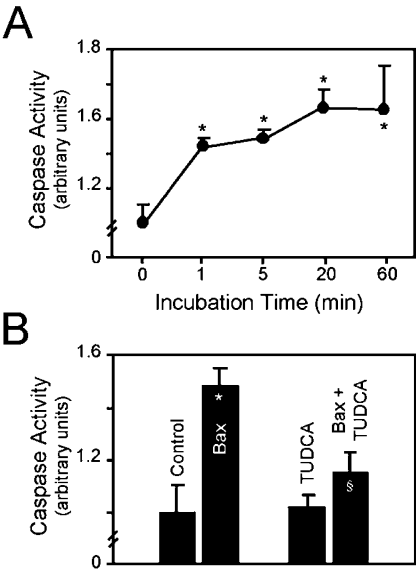 A
Caspase Activity
(arbitrary units)
1.8
1.6
1.2
0
*
*
*
*
0 1 5 20 60
Incubation Time (min)
B
Caspase Activity
(arbitrary units)
1.6
1.2
0
Control
*
Bax
TUDCA
Bax +
TUDCA
§